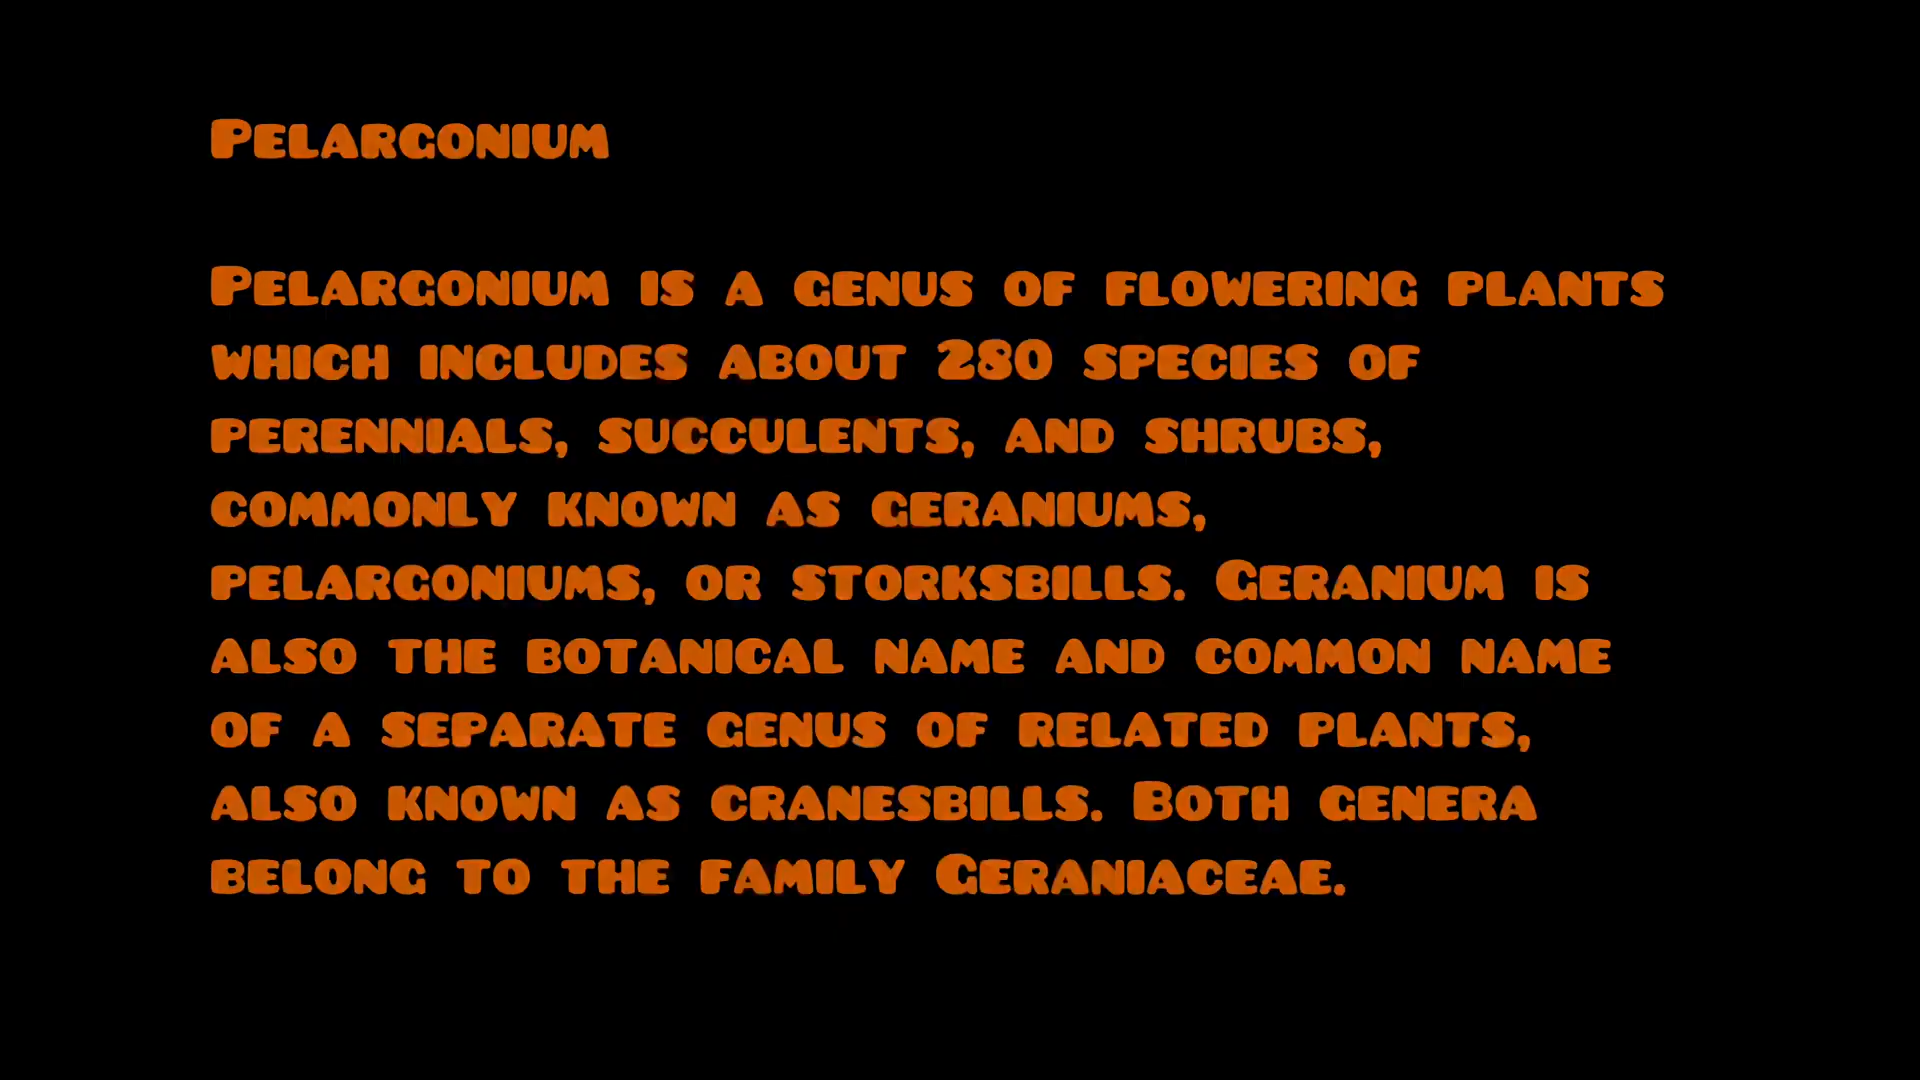 Pelargonium
Pelargonium is a genus of flowering plants
which includes about 280 species of
perennials, succulents, and shrubs,
commonly known as geraniums,
pelargoniums, or storksbills. Geranium is
also the botanical name and common name
of a separate genus of related plants,
also known as cranesbills. Both genera
belong to the family Geraniaceae.